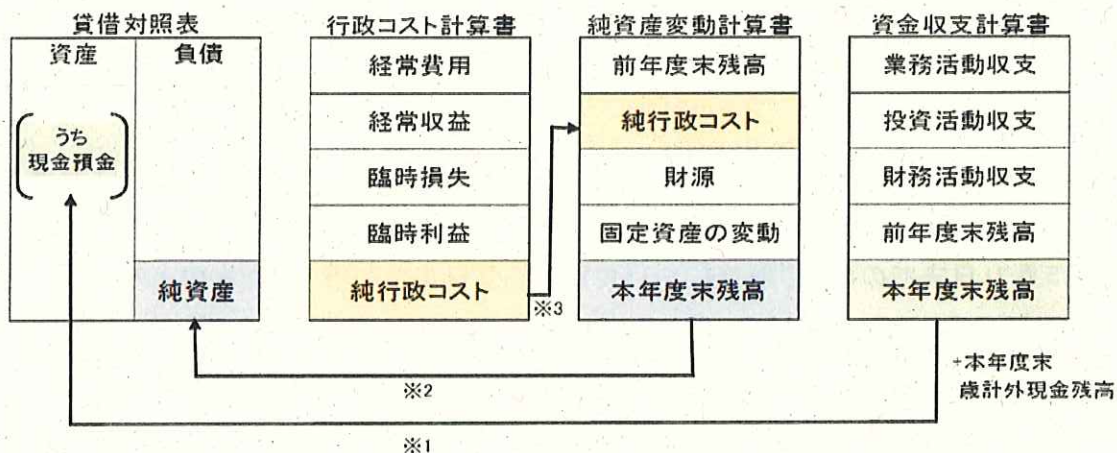 貸借対照表
行政コスト計算書
純資産変動計算書
資金収支計算書
資産
負債
うち
現金預金
純資産
経常費用
経常収益
臨時損失
臨時利益
純行政コスト
※3
前年度末残高
純行政コスト
財源
固定資産の変動
本年度末残高
業務活動収支
投資活動収支
財務活動収支
前年度末残高
本年度末残高
+本年度末
歳計外現金残高
※2
※1